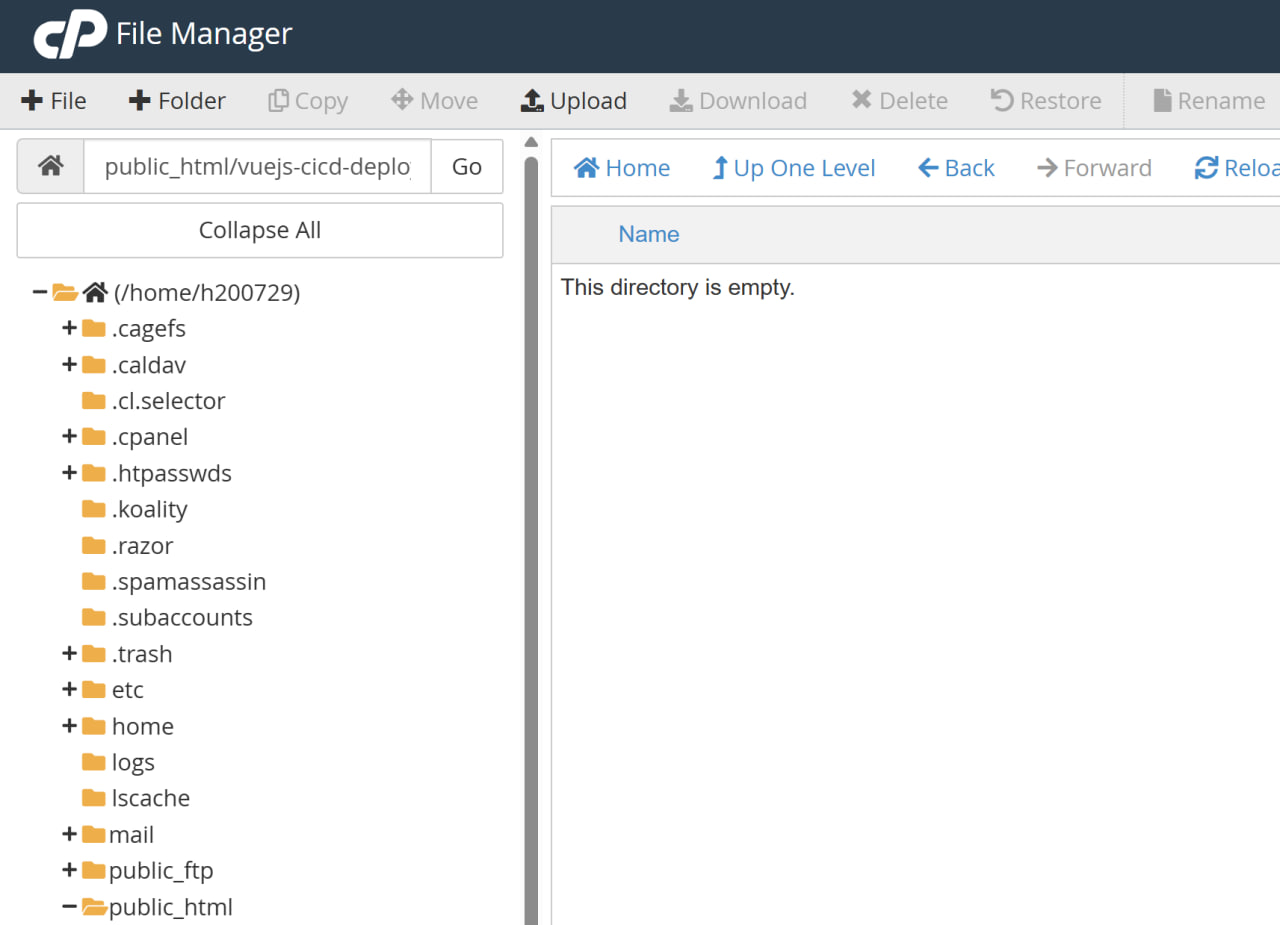 cP File Manager
File Folder Copy Move Upload Download Delete Restore Rename
public_html/vuejs-cicd-deplo Go
Home Up One Level Back Forward Reloa
Collapse All
Name
This directory is empty.
(/home/h200729)
.cagefs
.caldav
.cl.selector
.cpanel
.htpasswds
.koality
.razor
.spamassassin
.subaccounts
.trash
etc
home
logs
lscache
mail
public_ftp
public_html